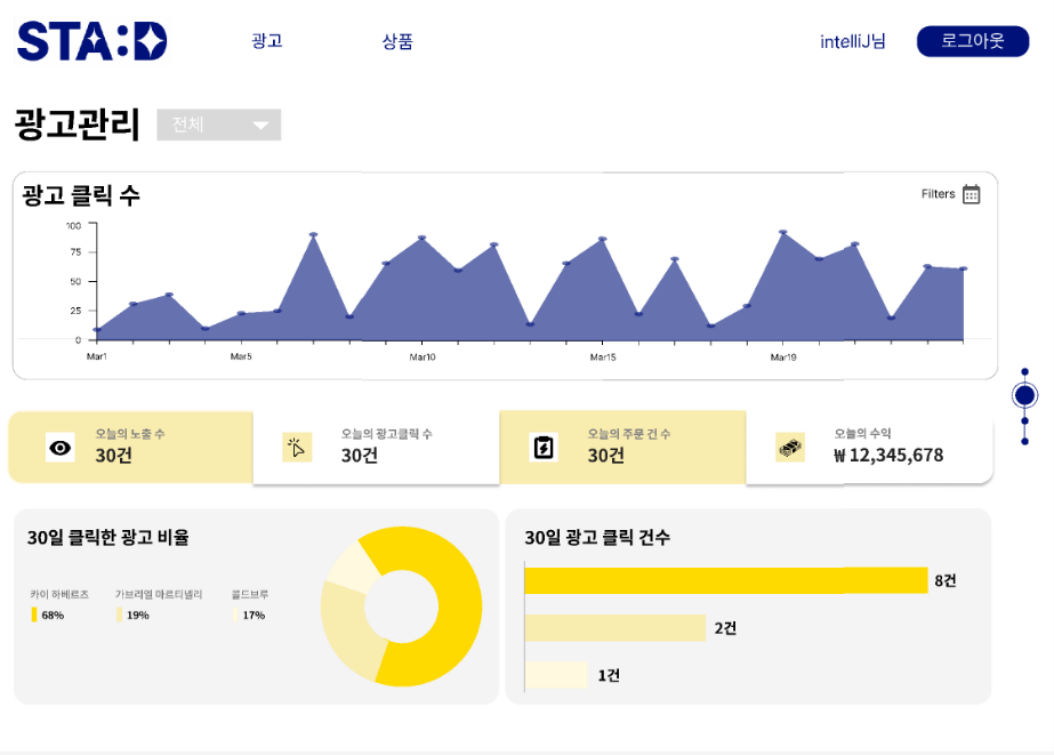 STA:D
광고
상품
intelliJ님
로그아웃
광고관리
전체
광고 클릭 수
Filters
100
75
50
25
0
Mar1
Mar5
Mar10
Mar15
Mar19
오늘의 노출 수
30건
오늘의 광고클릭 수
30건
오늘의 주문 건 수
30건
오늘의 수익
₩ 12,345,678
30일 클릭한 광고 비율
카이 하베르츠
가브리엘 마르티넬리
콜드브루
68%
19%
17%
30일 광고 클릭 건수
8건
2건
1건